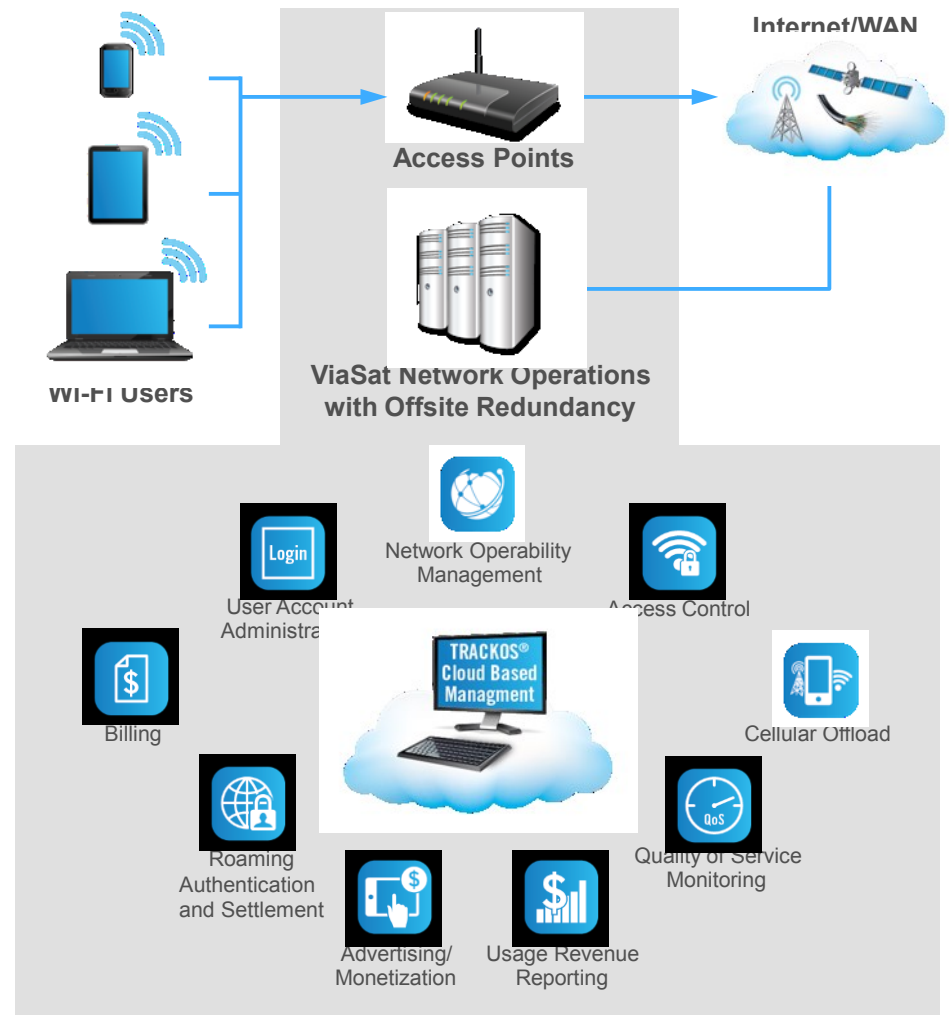 Internet/WAN
Access Points
Wi-Fi Users
ViaSat Network Operations
with Offsite Redundancy
Network Operability
Management
Login
User Account
Access Control
TRACKOS®
Cloud Based
Managment
$
Billing
Cellular Offload
QoS
Quality of Service
Monitoring
Roaming
Authentication
and Settlement
$
Advertising/
Monetization
$
Usage Revenue
Reporting